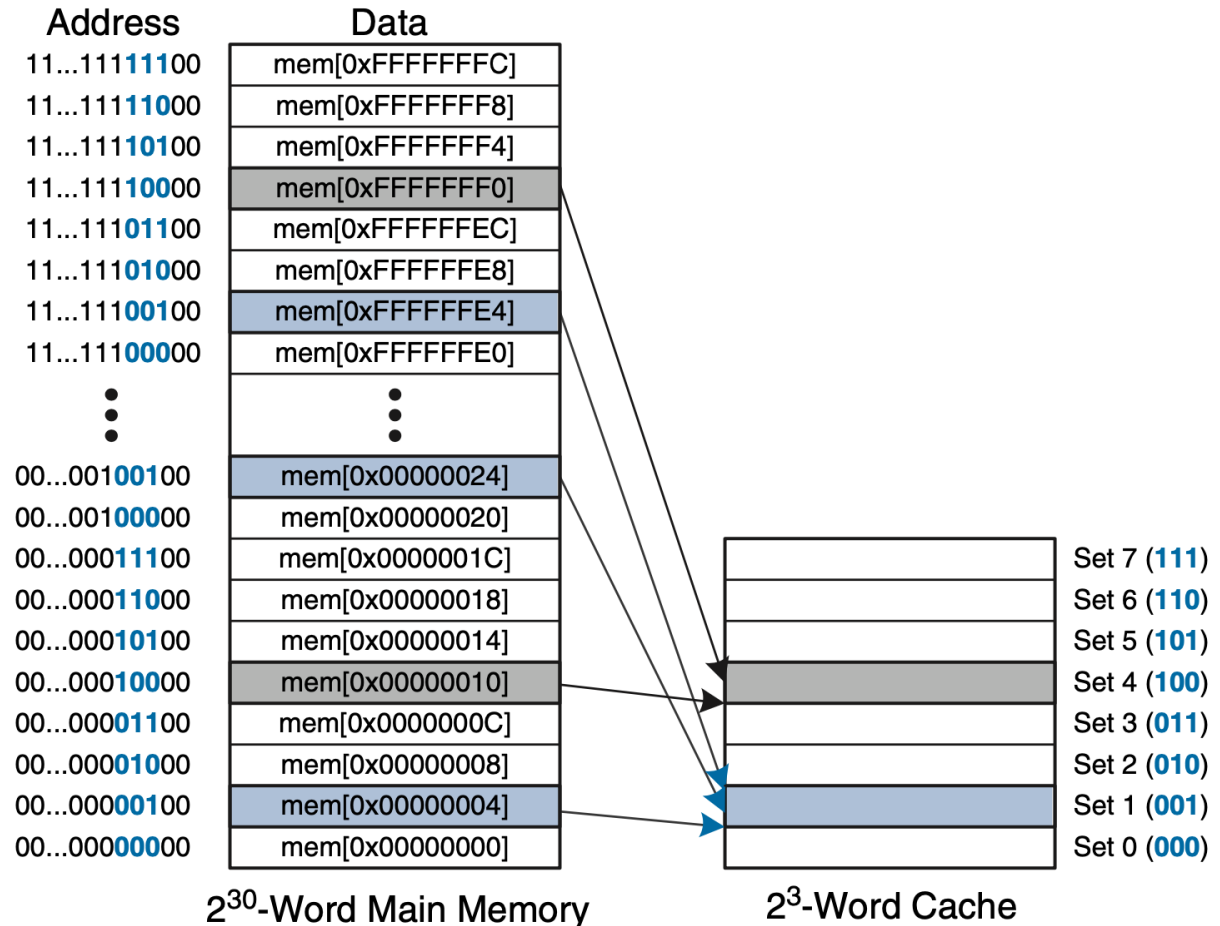 Address Data
11...11111100 mem[0xFFFFFFFC]
11...11111000 mem[0xFFFFFFF8]
11...11110100 mem[0xFFFFFFF4]
11...11110000 mem[0xFFFFFFF0]
11...11101100 mem[0xFFFFFFEC]
11...11101000 mem[0xFFFFFFE8]
11...11100100 mem[0xFFFFFFE4]
11...11100000 mem[0xFFFFFFE0]
00...00100100 mem[0x00000024]
00...00100000 mem[0x00000020]
00...00011100 mem[0x0000001C] Set 7 (111)
00...00011000 mem[0x00000018] Set 6 (110)
00...00010100 mem[0x00000014] Set 5 (101)
00...00010000 mem[0x00000010] Set 4 (100)
00...00001100 mem[0x0000000C] Set 3 (011)
00...00001000 mem[0x00000008] Set 2 (010)
00...00000100 mem[0x00000004] Set 1 (001)
00...00000000 mem[0x00000000] Set 0 (000)
2³⁰-Word Main Memory 2³-Word Cache